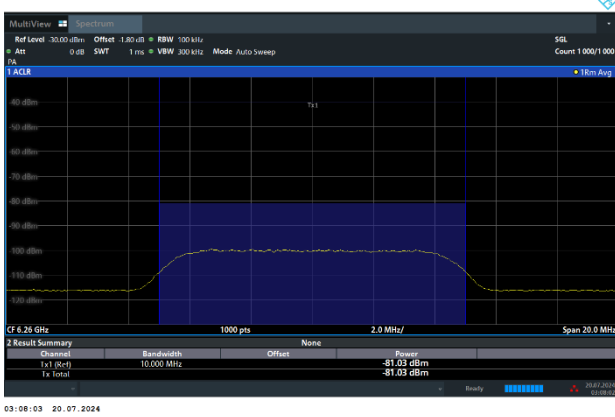 MultiView Spectrum
Ref Level -30.00 dBm Offset -1.80 dB RBW 100 kHz SGL
Att 0 dB SWT 1 ms VBW 300 kHz Mode Auto Sweep Count 1000/1000
PA
1 ACLR 1Rm Avg
-40 dBm
Tx1
-50 dBm
-60 dBm
-70 dBm
-80 dBm
-90 dBm
-100 dBm
-110 dBm
-120 dBm
CF 6.26 GHz 1000 pts 2.0 MHz/ Span 20.0 MHz
2 Result Summary None
Channel Bandwidth Offset Power
Tx1 (Ref) 10.000 MHz -81.03 dBm
Tx Total -81.03 dBm
Ready 20.07.2024
03:08:02
03:08:03 20.07.2024